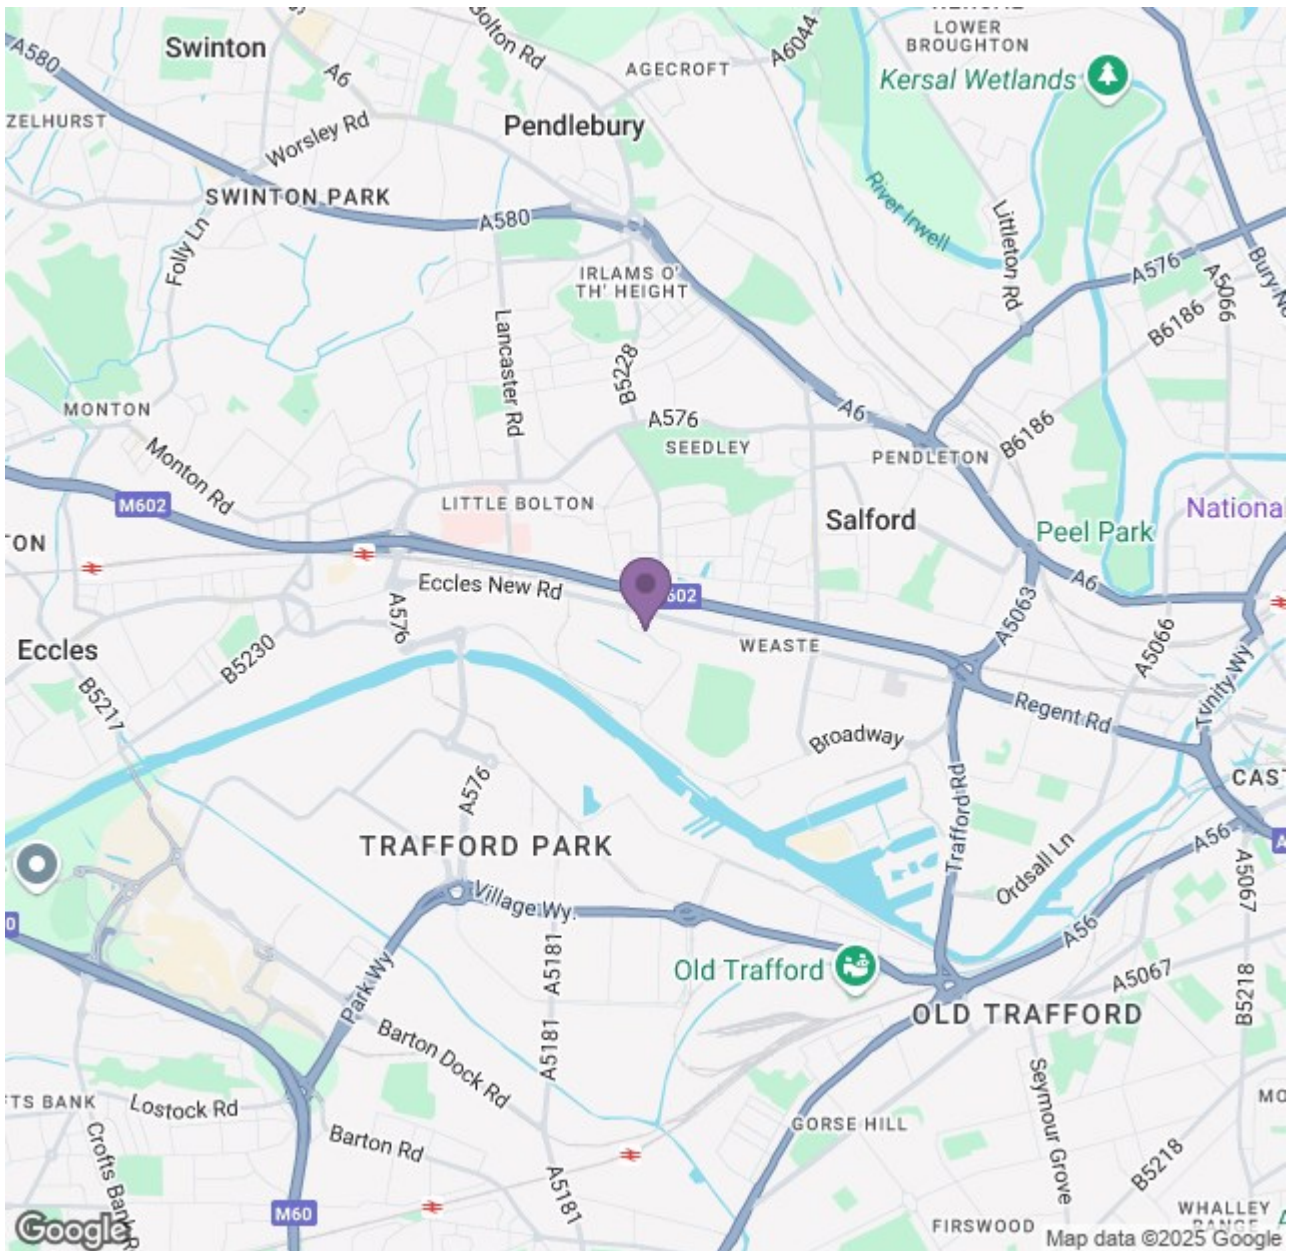 Swinton
A580
A6
Bolton Rd
AGECROFT
A6044
LOWER
BROUGHTON
Kersal Wetlands
ZELHURST
Worsley Rd
Pendlebury
SWINTON PARK
A580
River Irwell
Littleton Rd
Folly Ln
IRLAMS O'
TH' HEIGHT
A576
A5066
B6186
Lancaster Rd
B5228
MONTON
A576
A6
SEEDLEY
B6186
PENDLETON
Monton Rd
M602
LITTLE BOLTON
Salford
National
Peel Park
TON
Eccles New Rd
602
A6
A576
A5063
A5066
Eccles
B5230
WEASTE
Trinity Wy
B5217
Regent Rd
Broadway
A576
Trafford Rd
CAST
TRAFFORD PARK
A56
Ordsall Ln
A5067
Village Wy.
A56
Old Trafford
Park Wy
A5181
A5067
B5218
OLD TRAFFORD
Barton Dock Rd
A5181
Seymour Grove
FTS BANK
Lostock Rd
GORSE HILL
Barton Rd
B5218
A5181
M60
WHALLEY
RANGE
FIRSWOOD
Google
Map data ©2025 Google